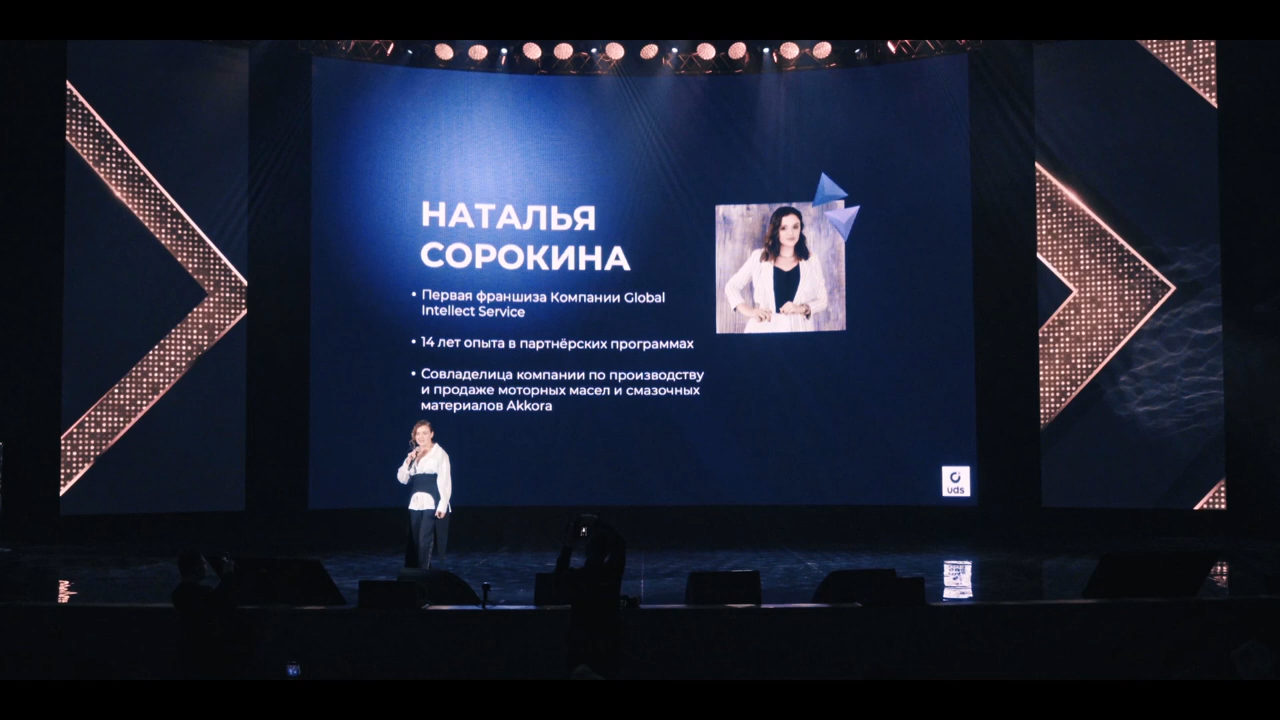 НАТАЛЬЯ
СОРОКИНА
• Первая франшиза Компании Global
Intellect Service
• 14 лет опыта в партнёрских программах
• Совладелица компании по производству
и продаже моторных масел и смазочных
материалов Akkora
uds